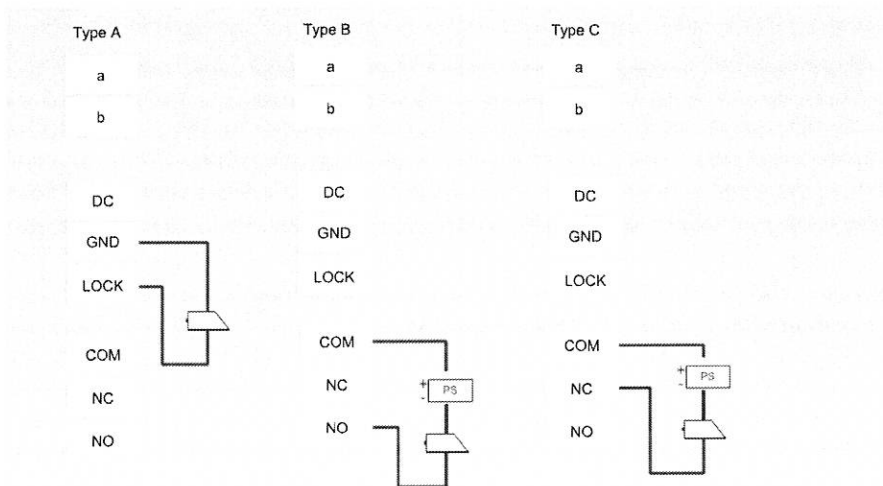 Type A
a
b
DC
GND
LOCK
COM
NC
NO
Type B
a
b
DC
GND
LOCK
COM
NC
NO
+
-
PS
Type C
a
b
DC
GND
LOCK
COM
NC
NO
+
-
PS